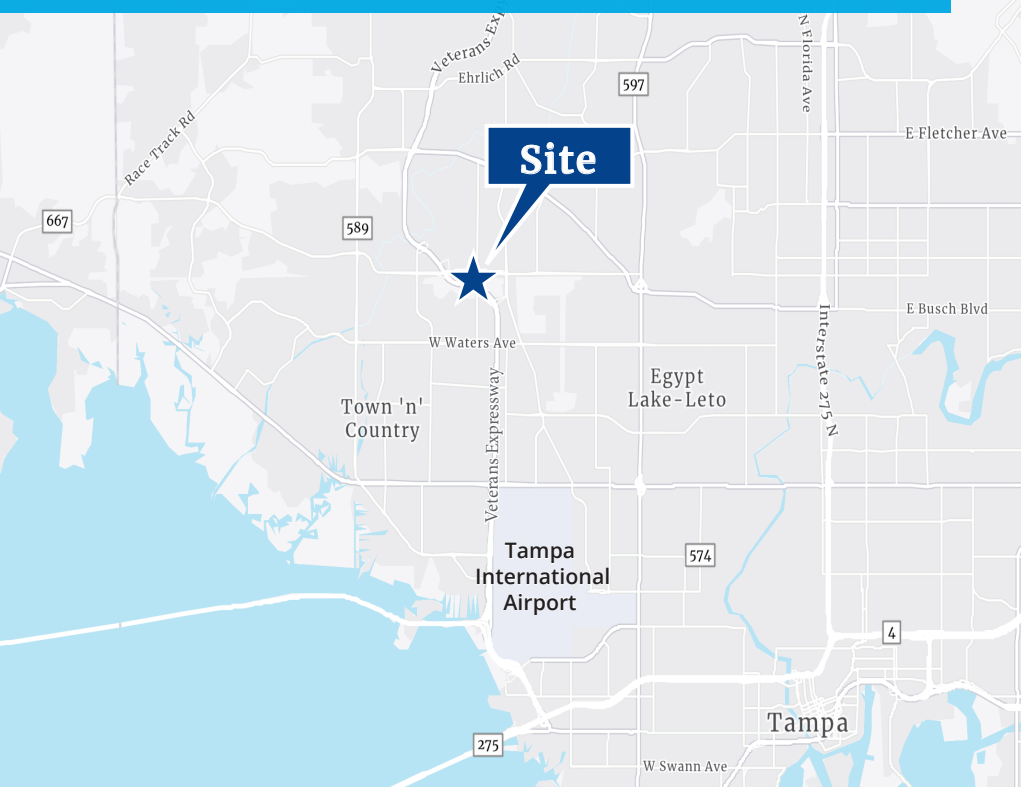 Veterans Exp
N Florida Ave
Ehrlich Rd
597
Race Track Rd
E Fletcher Ave
Site
667
589
E Busch Blvd
Interstate 275 N
W Waters Ave
Egypt
Lake-Leto
Town 'n'
Country
Veterans Expressway
Tampa
International
Airport
574
4
Tampa
275
W Swann Ave